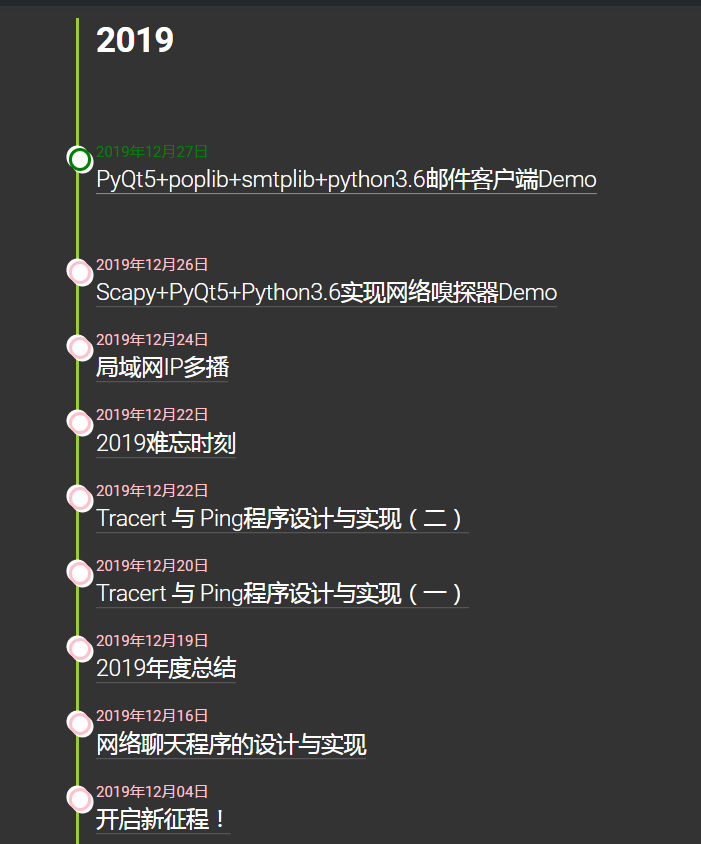 2019
2019年12月27日
PyQt5+poplib+smtplib+python3.6邮件客户端Demo
2019年12月26日
Scapy+PyQt5+Python3.6实现网络嗅探器Demo
2019年12月24日
局域网IP多播
2019年12月22日
2019难忘时刻
2019年12月22日
Tracert 与 Ping程序设计与实现（二）
2019年12月20日
Tracert 与 Ping程序设计与实现（一）
2019年12月19日
2019年度总结
2019年12月16日
网络聊天程序的设计与实现
2019年12月04日
开启新征程！